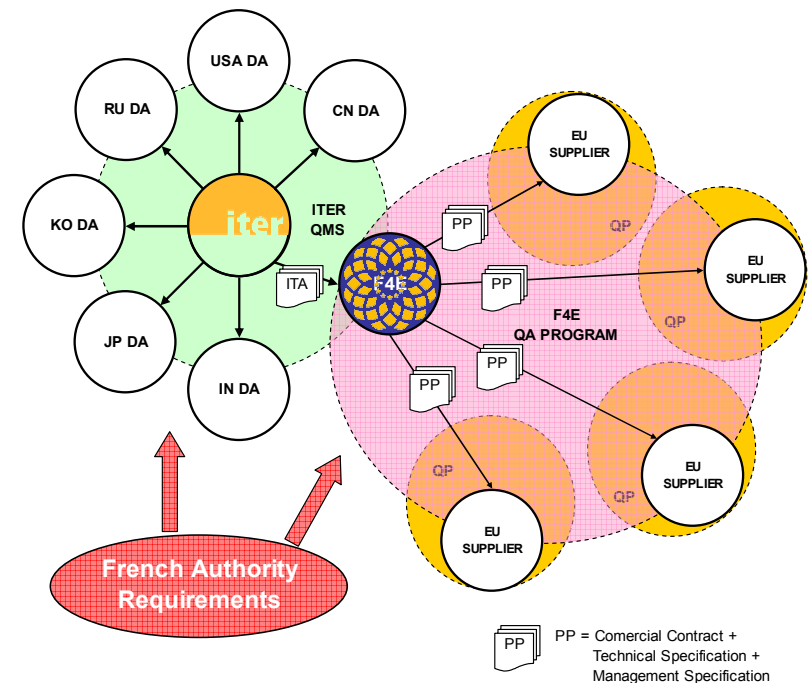 USA DA
RU DA
CN DA
KO DA
iter
ITER
QMS
JP DA
IN DA
ITA
F4E
PP
PP
PP
PP
F4E
QA PROGRAM
EU
SUPPLIER
QP
EU
SUPPLIER
QP
EU
SUPPLIER
QP
EU
SUPPLIER
QP
French Authority
Requirements
PP
PP = Comercial Contract +
Technical Specification +
Management Specification